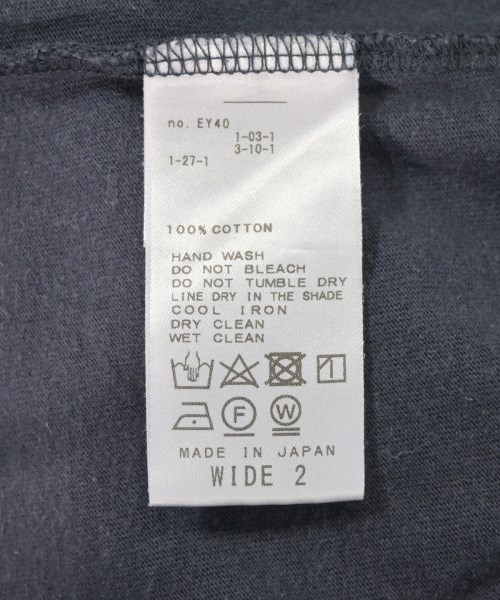 no. EY40
1-03-1
3-10-1
1-27-1
100% COTTON
HAND WASH
DO NOT BLEACH
DO NOT TUMBLE DRY
LINE DRY IN THE SHADE
COOL IRON
DRY CLEAN
WET CLEAN
F W
MADE IN JAPAN
WIDE 2